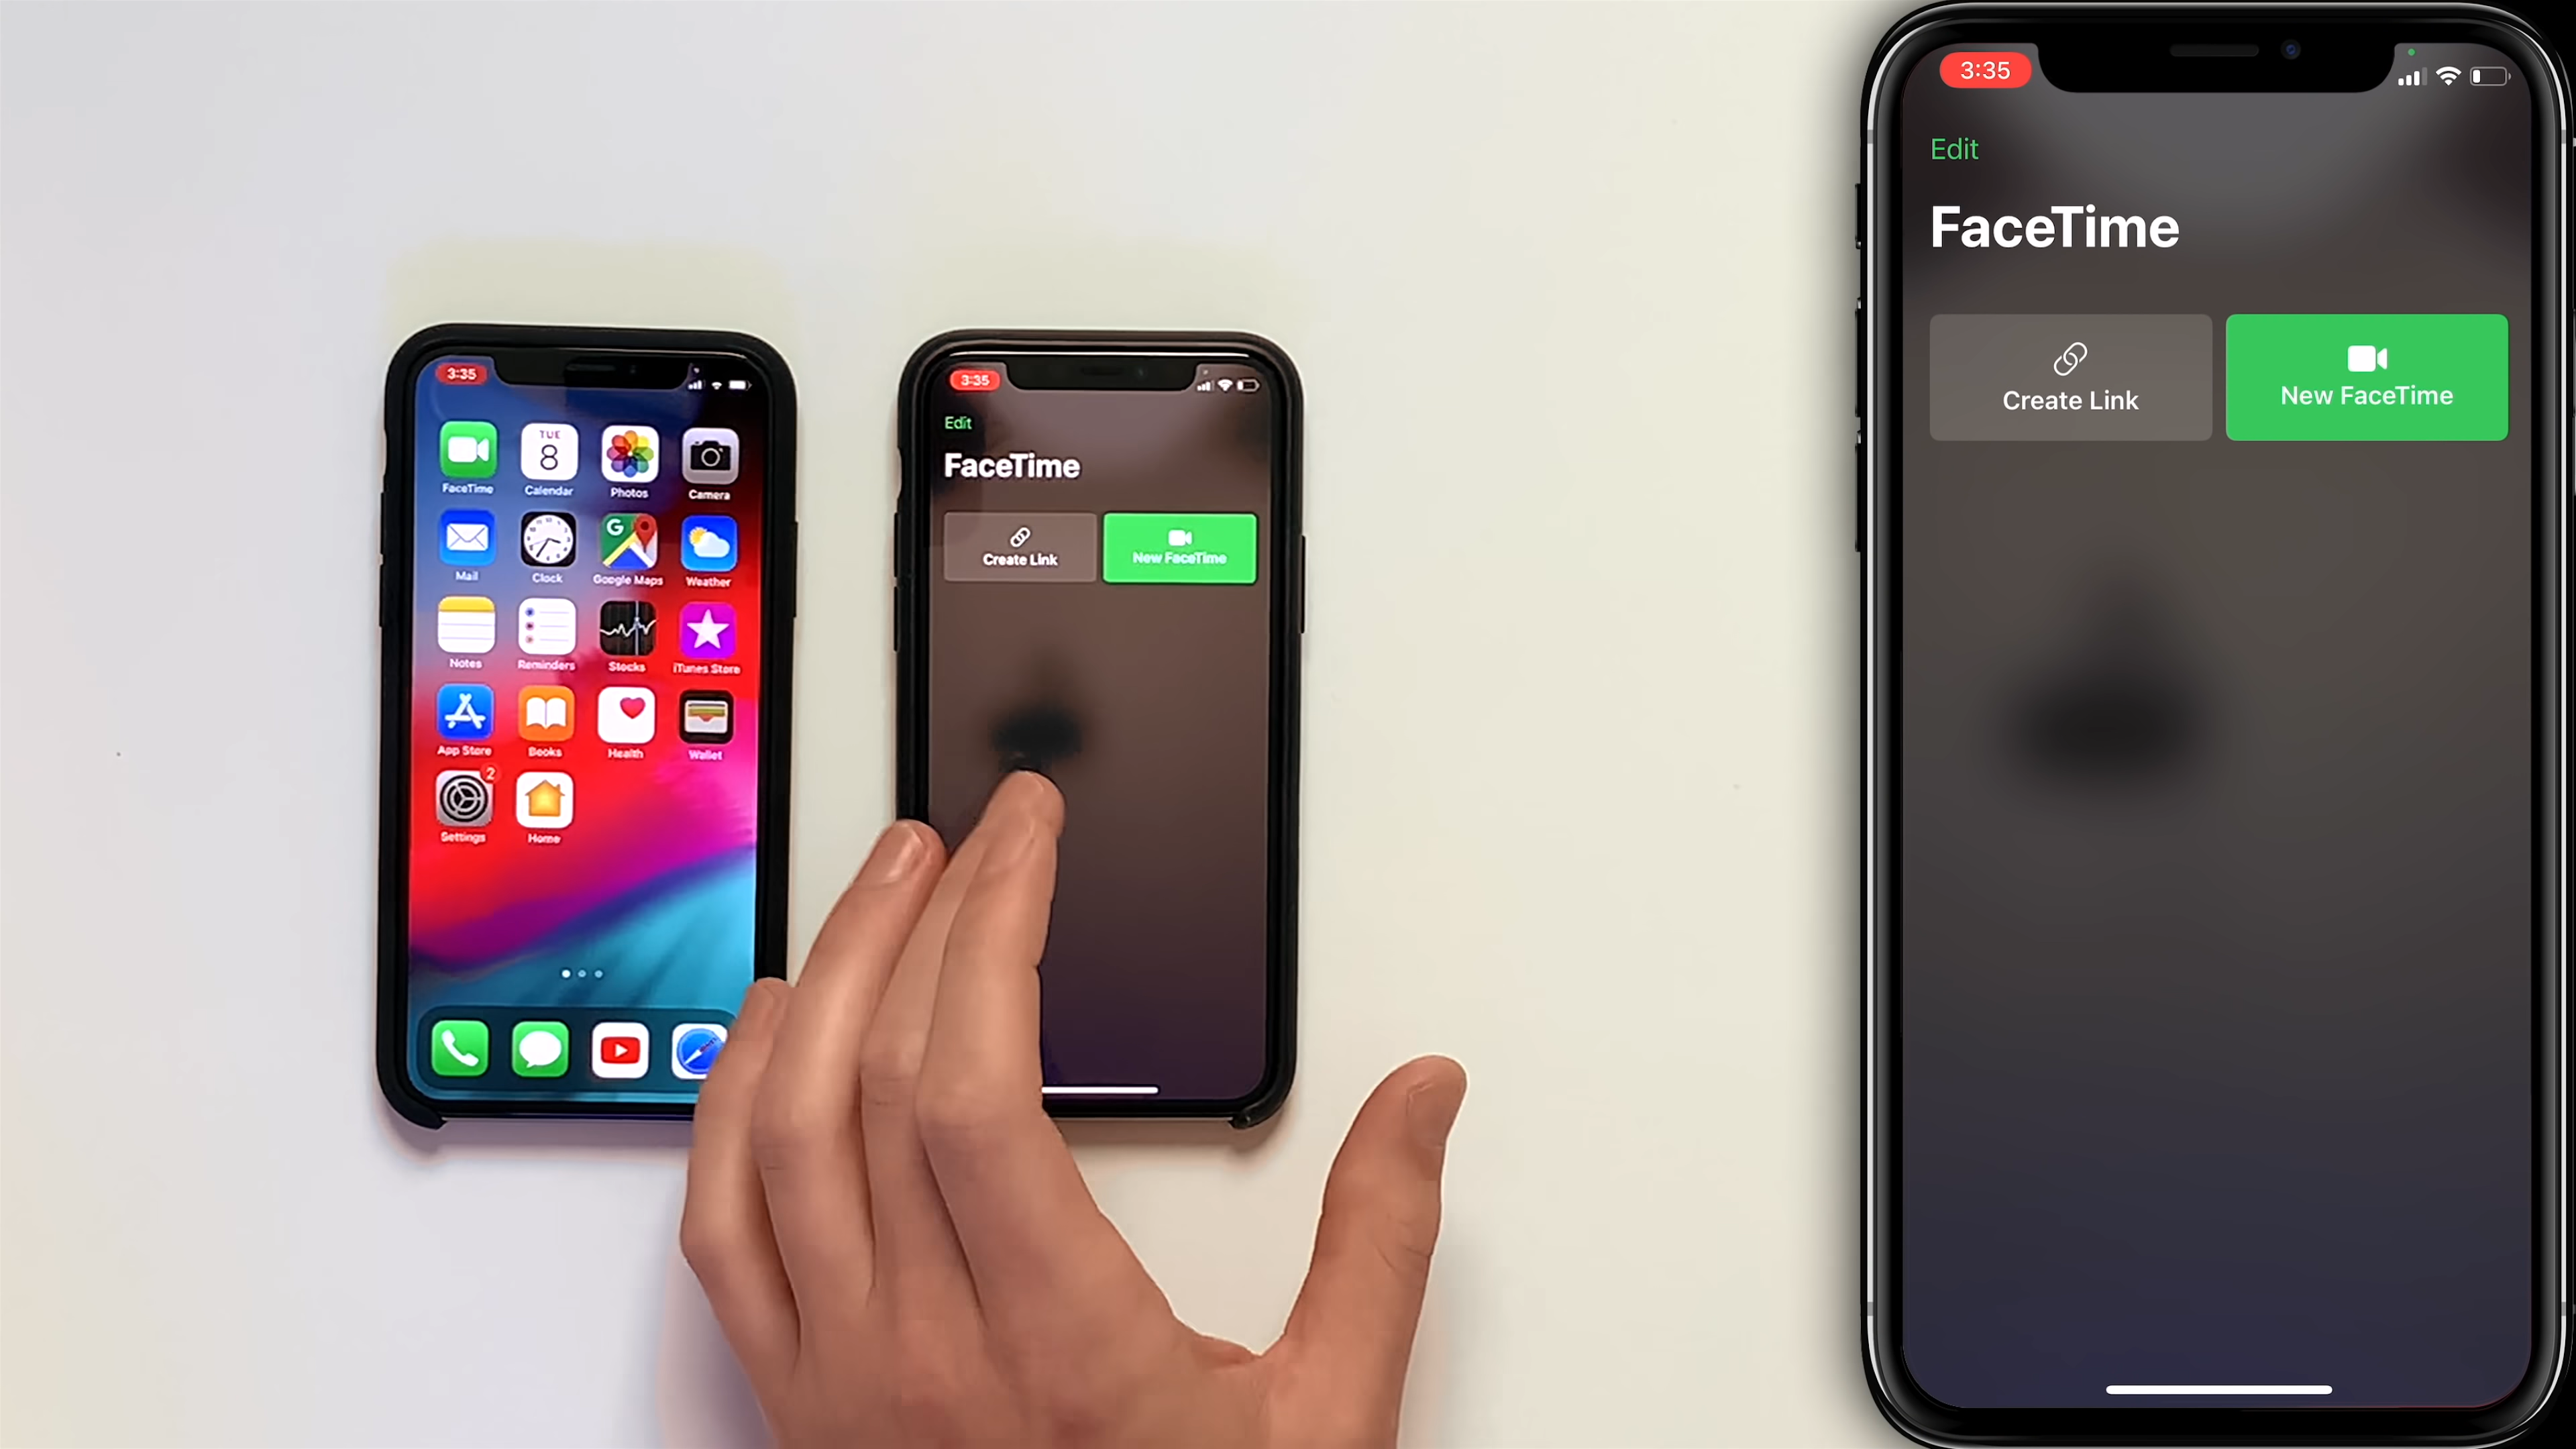 3:35
TUE
8
FaceTime
Calendar
Photos
Camera
G
Mail
Clock
Google Maps
Weather
Notes
Reminders
Stocks
iTunes Store
App Store
Books
Health
Wallet
2
Settings
Home
3:35
Edit
FaceTime
Create Link
New FaceTime
3:35
Edit
FaceTime
Create Link
New FaceTime